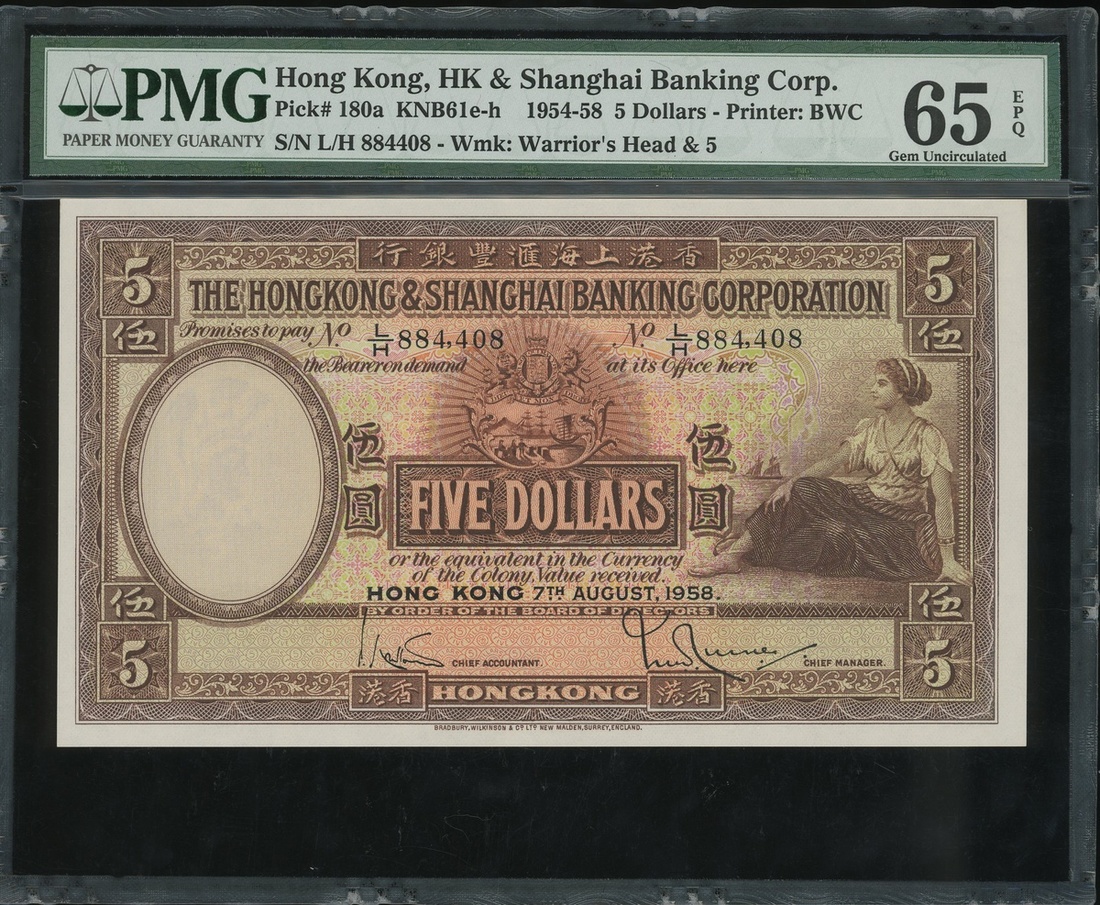 PMG
PAPER MONEY GUARANTY
Hong Kong, HK & Shanghai Banking Corp.
Pick# 180a KNB61e-h 1954-58 5 Dollars - Printer: BWC
S/N L/H 884408 - Wmk: Warrior's Head & 5
65 EPQ
Gem Uncirculated
行銀豐滙海上港香
5 5
THE HONGKONG & SHANGHAI BANKING CORPORATION
伍 伍
Promises to pay No L/H 884,408 No L/H 884,408
the Bearer on demand at its Office here
伍圓 伍圓
FIVE DOLLARS
or the equivalent in the Currency
of the Colony, Value received.
伍 伍
HONG KONG 7TH AUGUST, 1958.
BY ORDER OF THE BOARD OF DIRECTORS
5 5
CHIEF ACCOUNTANT. CHIEF MANAGER.
港香 HONGKONG 港香
BRADBURY, WILKINSON & Co LTD NEW MALDEN, SURREY, ENGLAND.